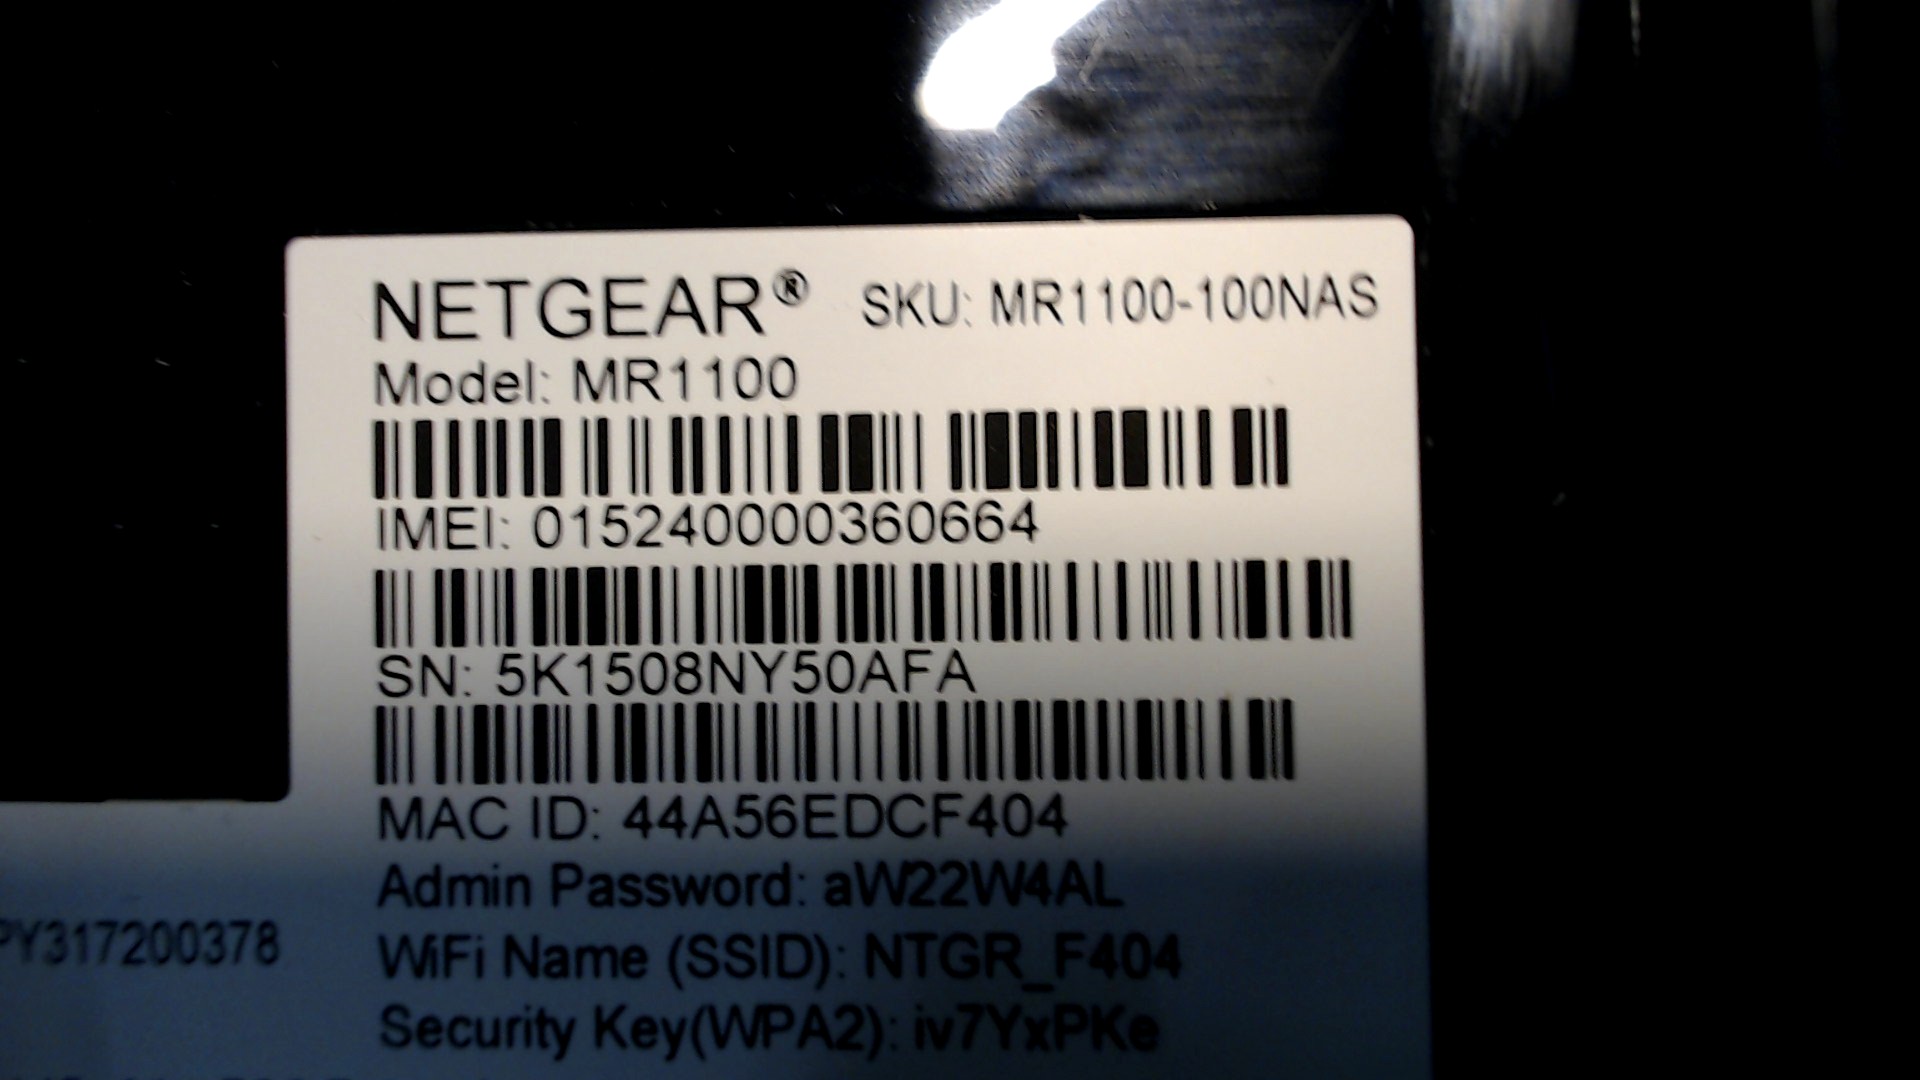 NETGEAR® SKU: MR1100-100NAS
Model: MR1100
IMEI: 015240000360664
SN: 5K1508NY50AFA
MAC ID: 44A56EDCF404
Admin Password: aW22W4AL
PY317200378
WiFi Name (SSID): NTGR_F404
Security Key(WPA2): iv7YxPKe